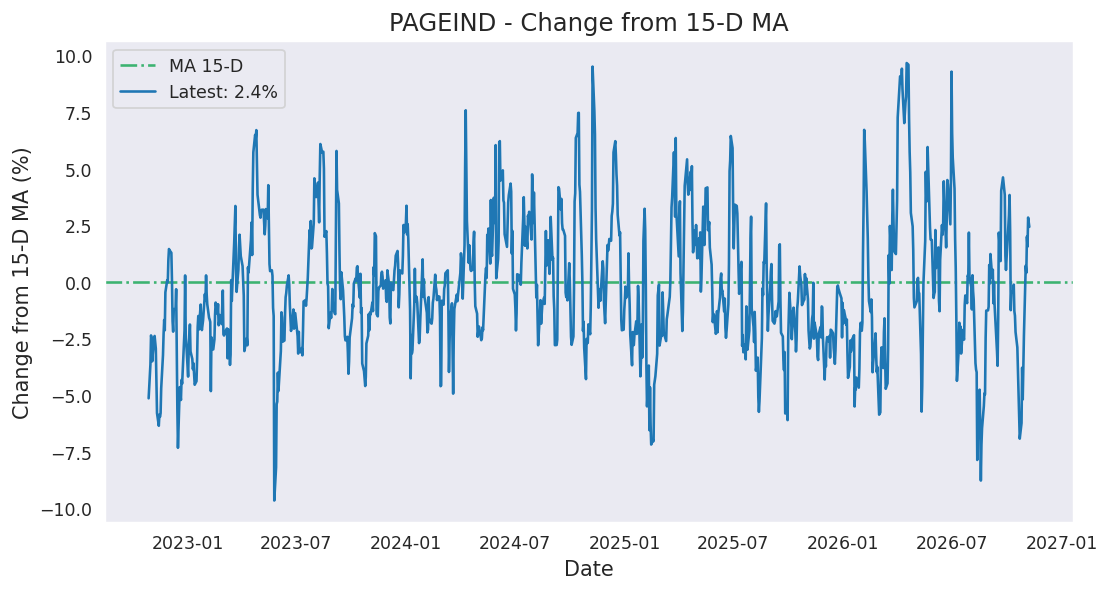 PAGEIND - Change from 15-D MA
MA 15-D
Latest: 2.4%
Change from 15-D MA (%)
10.0
7.5
5.0
2.5
0.0
−2.5
−5.0
−7.5
−10.0
2023-01 2023-07 2024-01 2024-07 2025-01 2025-07 2026-01 2026-07 2027-01
Date